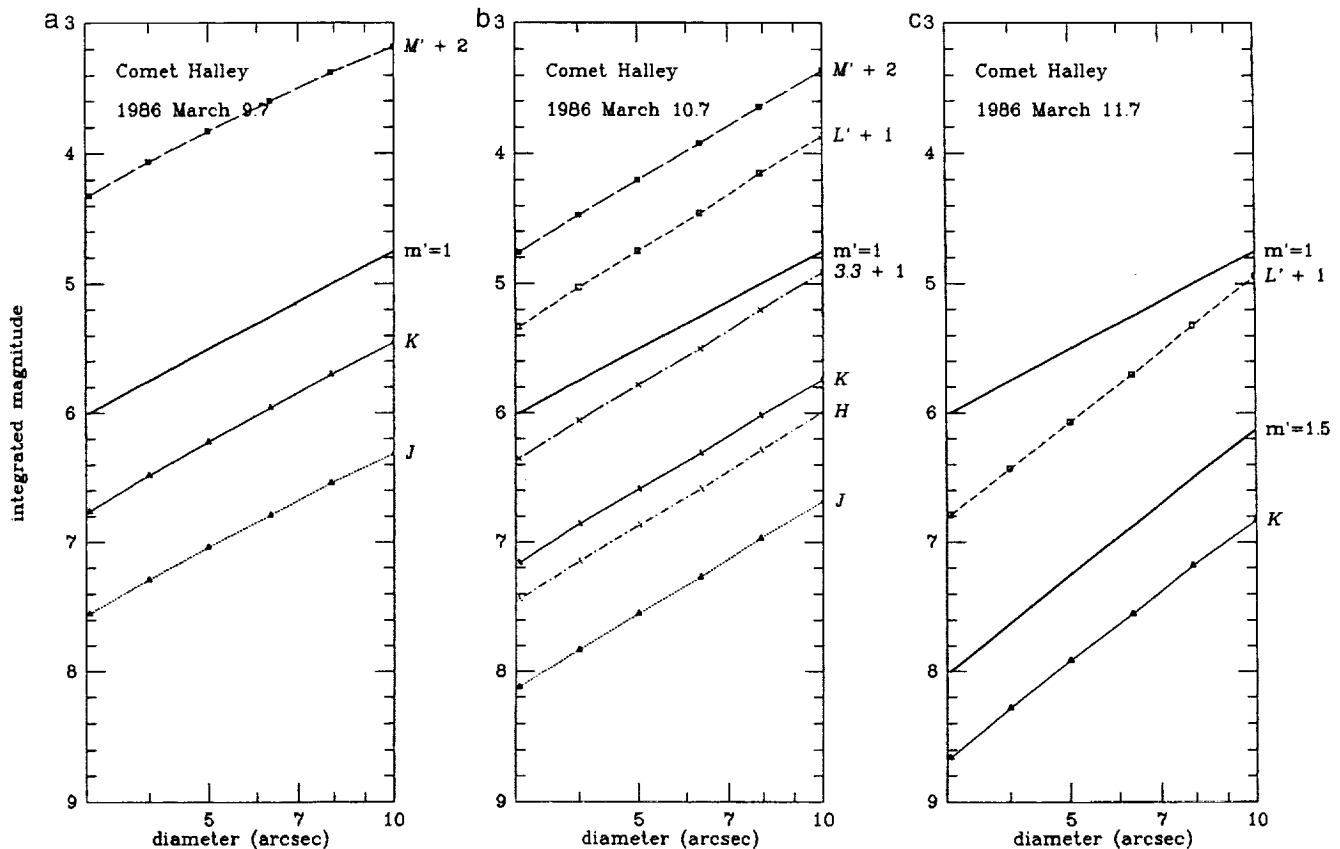 a
3
4
5
6
7
8
9
integrated magnitude
Comet Halley
1986 March 9.7
M' + 2
m'=1
K
J
5
7
10
diameter (arcsec)
b
3
4
5
6
7
8
9
Comet Halley
1986 March 10.7
M' + 2
L' + 1
m'=1
3.3 + 1
K
H
J
5
7
10
diameter (arcsec)
c
3
4
5
6
7
8
9
Comet Halley
1986 March 11.7
m'=1
L' + 1
m'=1.5
K
5
7
10
diameter (arcsec)